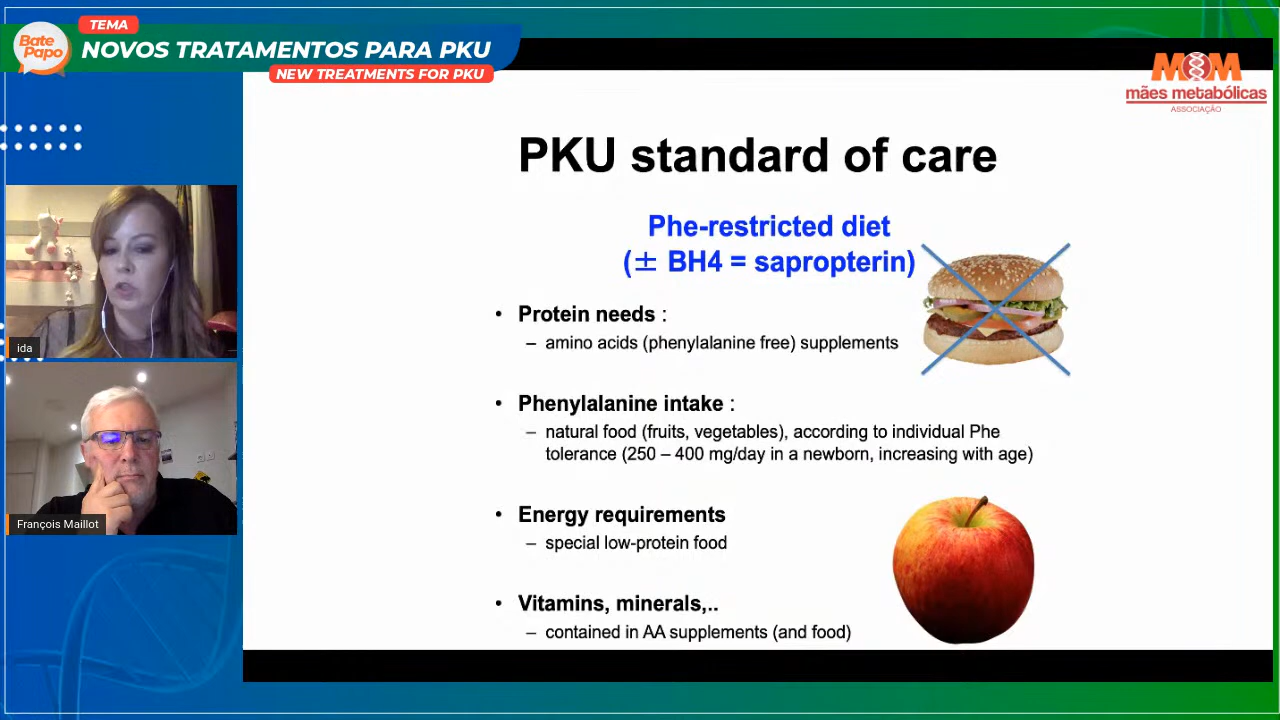 Bate
Papo
TEMA
NOVOS TRATAMENTOS PARA PKU
NEW TREATMENTS FOR PKU
MOM
mães metabólicas
ASSOCIAÇÃO
PKU standard of care
Phe-restricted diet
(± BH4 = sapropterin)
• Protein needs :
– amino acids (phenylalanine free) supplements
• Phenylalanine intake :
– natural food (fruits, vegetables), according to individual Phe
tolerance (250 – 400 mg/day in a newborn, increasing with age)
• Energy requirements
– special low-protein food
• Vitamins, minerals,..
– contained in AA supplements (and food)
ida
François Maillot